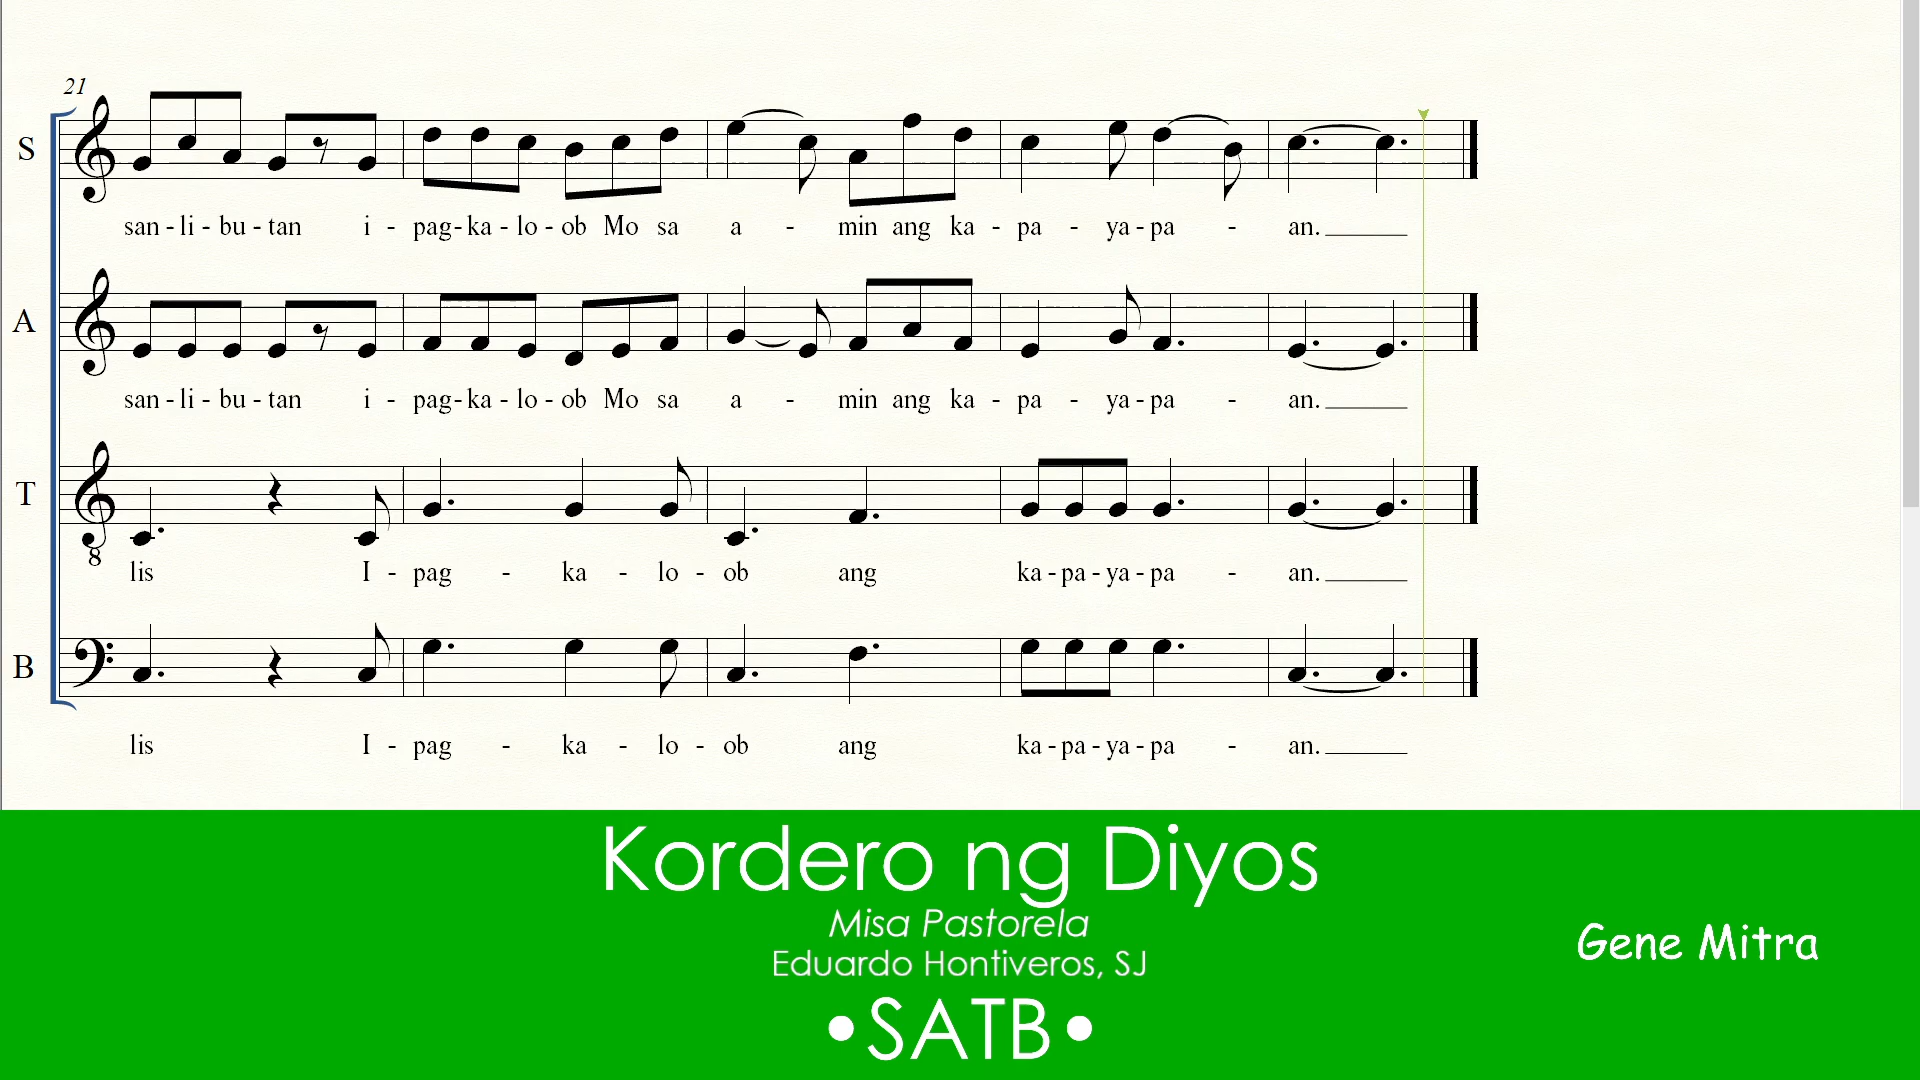 21
S
san - li - bu - tan i - pag - ka - lo - ob Mo sa a - min ang ka - pa - ya - pa - an.
A
san - li - bu - tan i - pag - ka - lo - ob Mo sa a - min ang ka - pa - ya - pa - an.
T
8
lis I - pag - ka - lo - ob ang ka - pa - ya - pa - an.
B
lis I - pag - ka - lo - ob ang ka - pa - ya - pa - an.
Kordero ng Diyos
Misa Pastorela
Eduardo Hontiveros, SJ
•SATB•
Gene Mitra